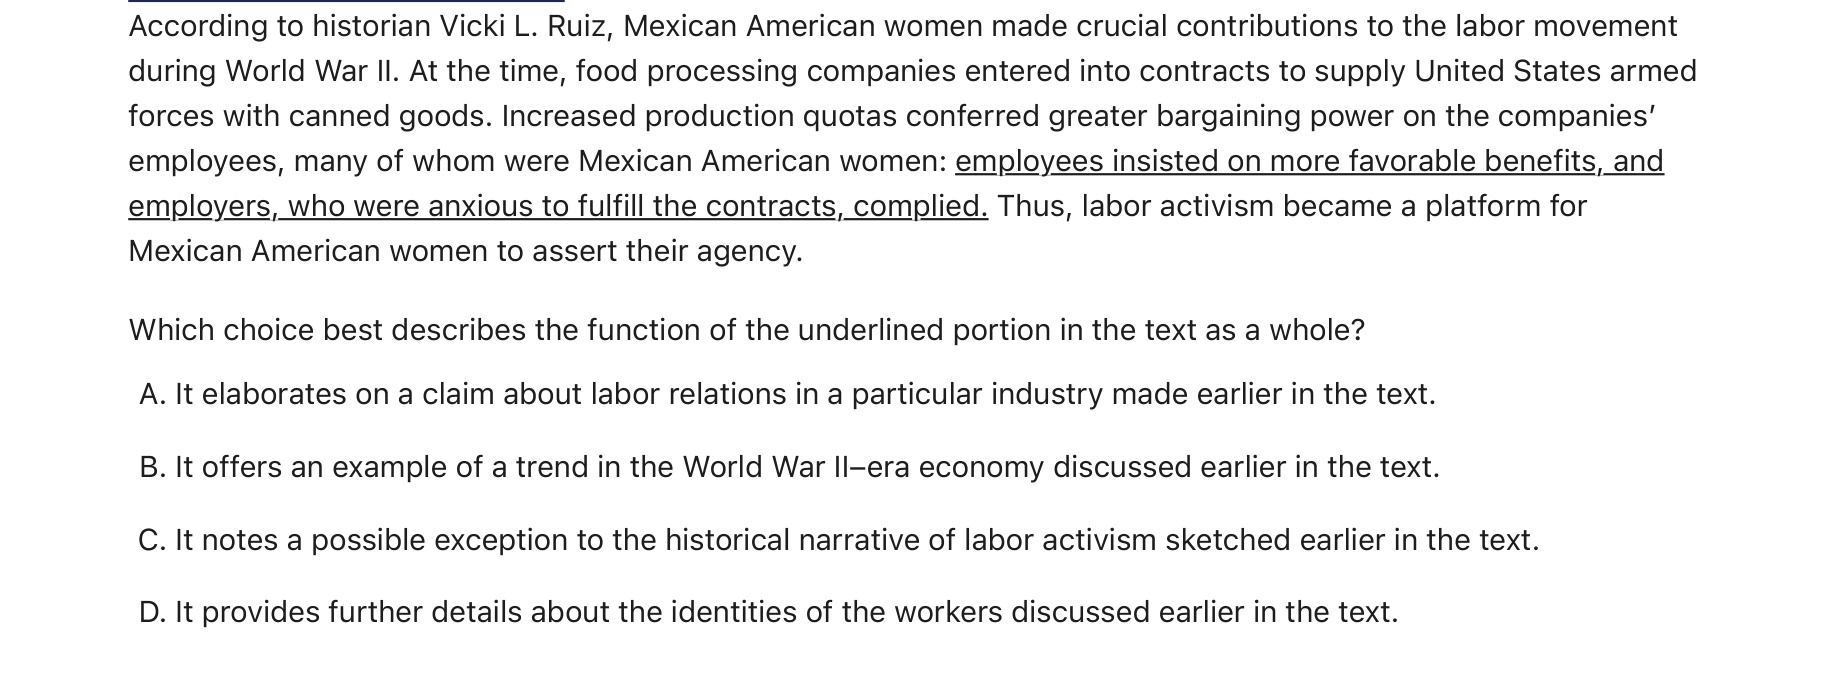 According to historian Vicki L. Ruiz, Mexican American women made crucial contributions to the labor movement
during World War II. At the time, food processing companies entered into contracts to supply United States armed
forces with canned goods. Increased production quotas conferred greater bargaining power on the companies’
employees, many of whom were Mexican American women: employees insisted on more favorable benefits, and
employers, who were anxious to fulfill the contracts, complied. Thus, labor activism became a platform for
Mexican American women to assert their agency.
Which choice best describes the function of the underlined portion in the text as a whole?
A. It elaborates on a claim about labor relations in a particular industry made earlier in the text.
B. It offers an example of a trend in the World War II–era economy discussed earlier in the text.
C. It notes a possible exception to the historical narrative of labor activism sketched earlier in the text.
D. It provides further details about the identities of the workers discussed earlier in the text.